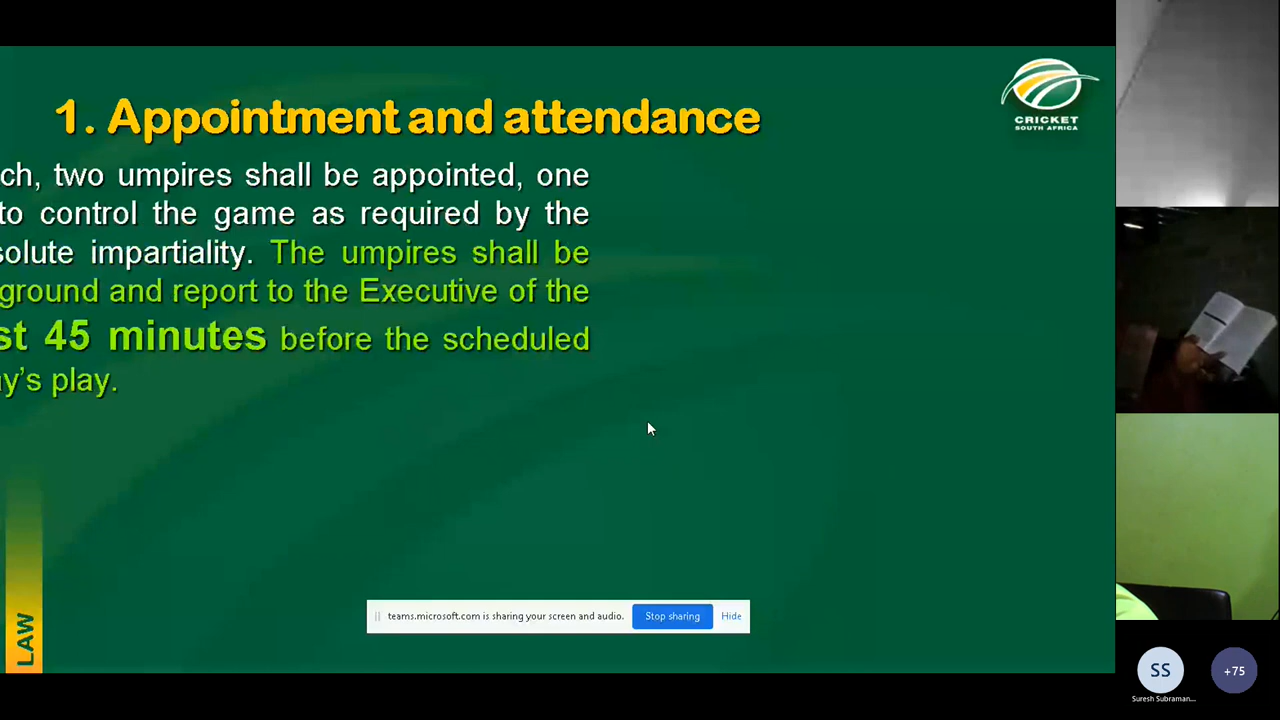 1. Appointment and attendance
CRICKET
SOUTH AFRICA
ch, two umpires shall be appointed, one
to control the game as required by the
solute impartiality. The umpires shall be
ground and report to the Executive of the
st 45 minutes before the scheduled
y's play.
LAW
teams.microsoft.com is sharing your screen and audio.
Stop sharing
Hide
SS
+75
Suresh Subraman...